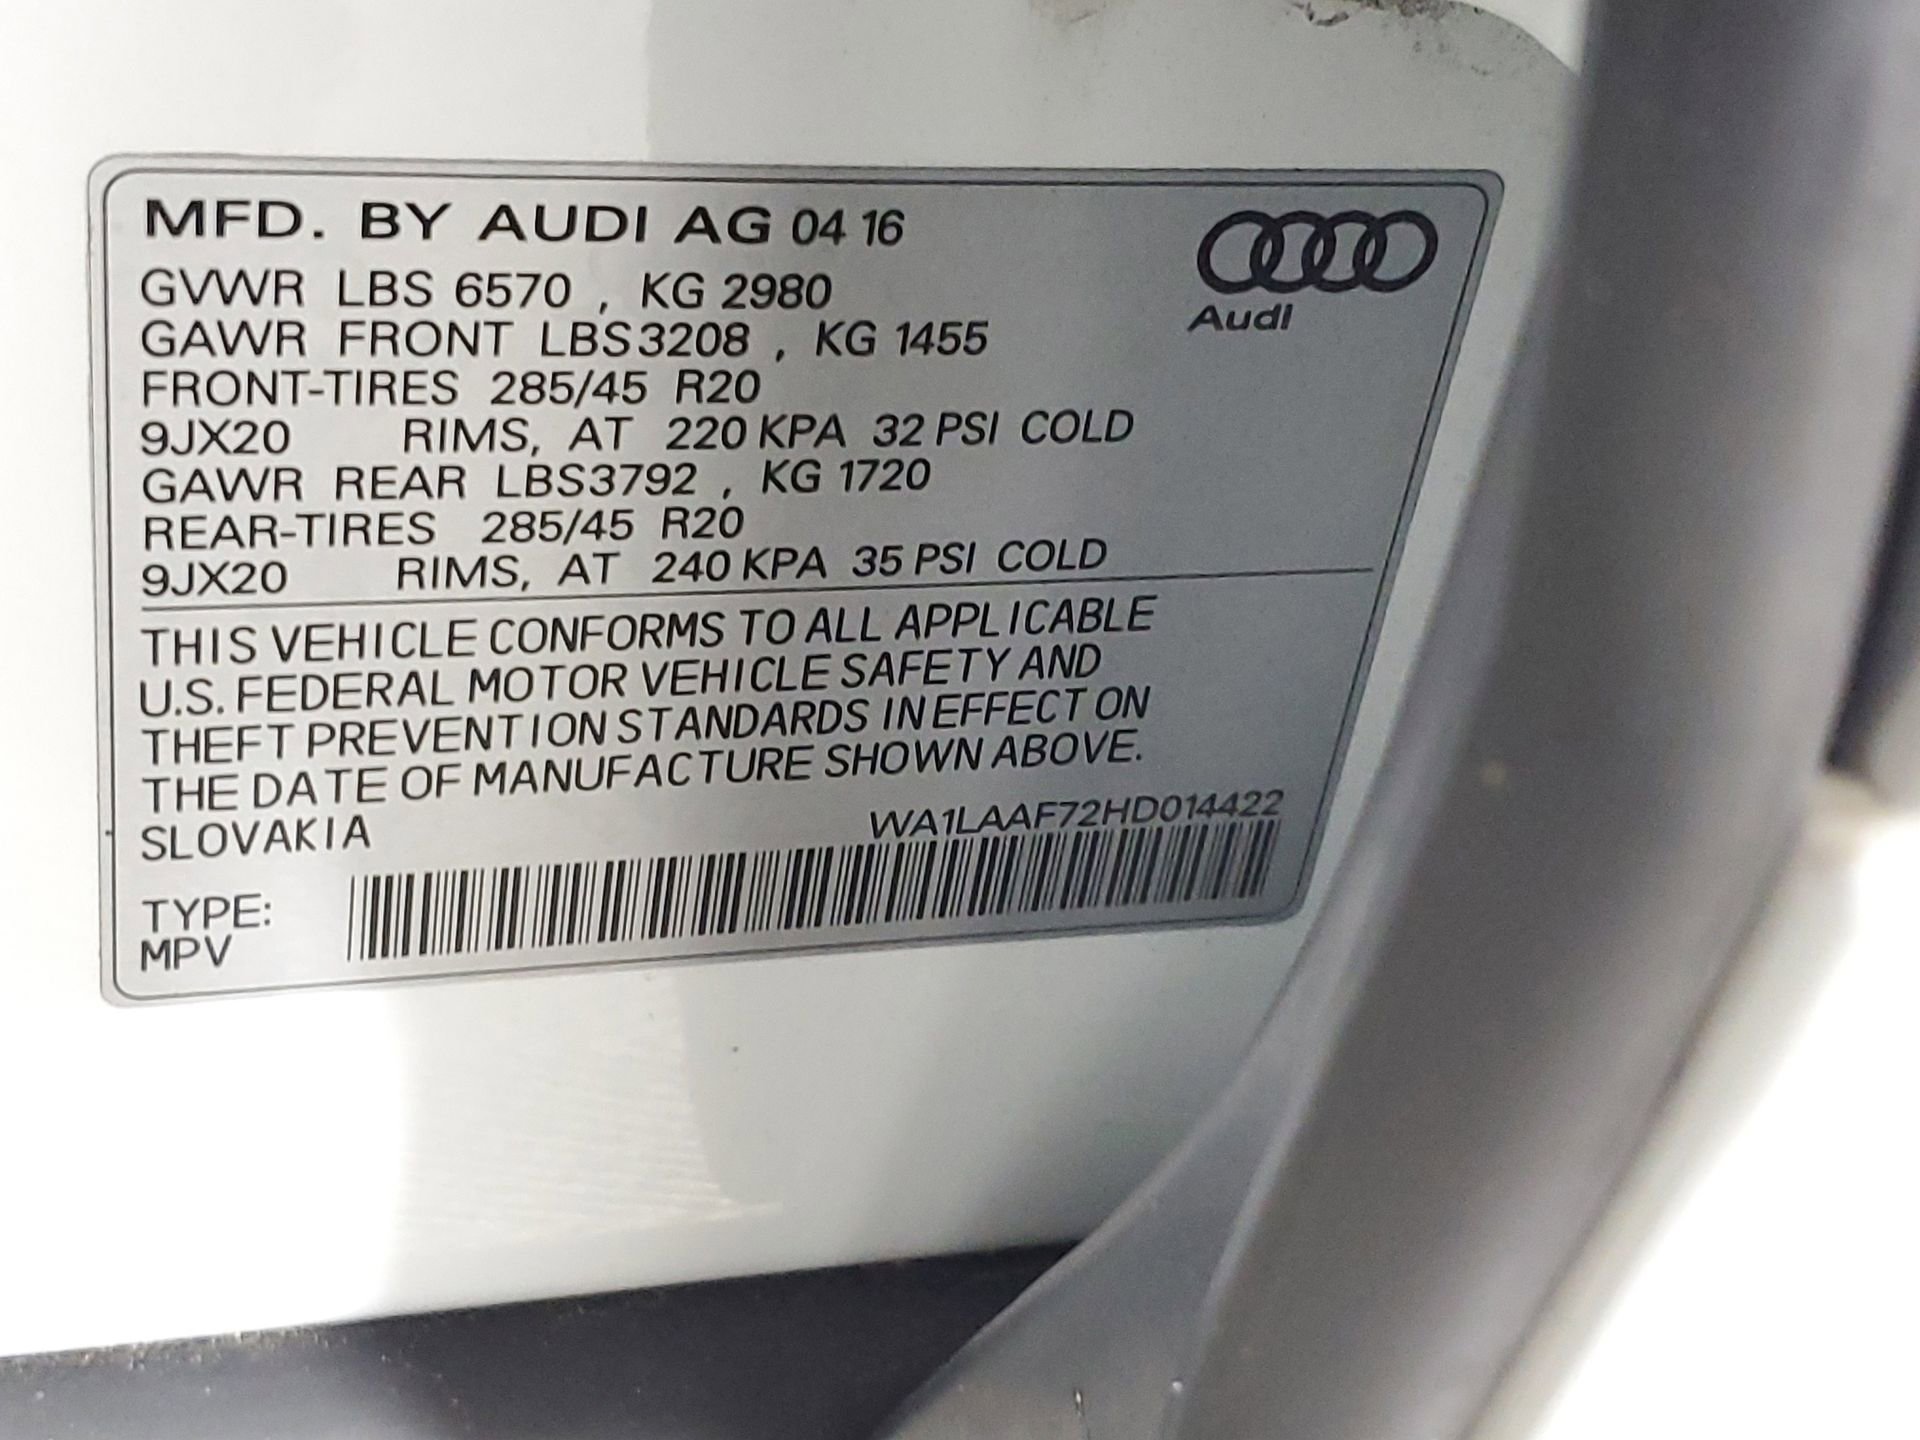 MFD. BY AUDI AG 04 16
Audi
GVWR LBS 6570 , KG 2980
GAWR FRONT LBS3208 , KG 1455
FRONT-TIRES 285/45 R20
9JX20 RIMS, AT 220 KPA 32 PSI COLD
GAWR REAR LBS3792 , KG 1720
REAR-TIRES 285/45 R20
9JX20 RIMS, AT 240 KPA 35 PSI COLD
THIS VEHICLE CONFORMS TO ALL APPLICABLE
U.S. FEDERAL MOTOR VEHICLE SAFETY AND
THEFT PREVENTION STANDARDS IN EFFECT ON
THE DATE OF MANUFACTURE SHOWN ABOVE.
SLOVAKIA
WA1LAAF72HD014422
TYPE:
MPV